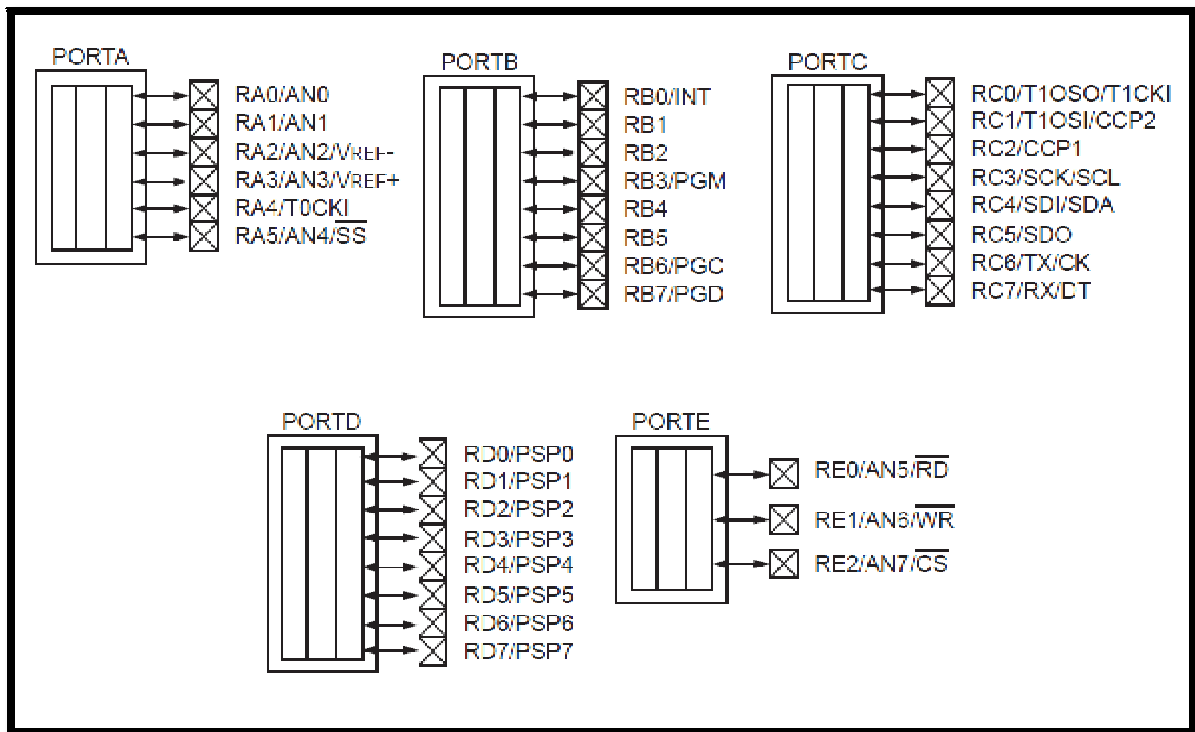 PORTA
RA0/AN0
RA1/AN1
RA2/AN2/VREF-
RA3/AN3/VREF+
RA4/T0CKI
RA5/AN4/SS
PORTB
RB0/INT
RB1
RB2
RB3/PGM
RB4
RB5
RB6/PGC
RB7/PGD
PORTC
RC0/T1OSO/T1CKI
RC1/T1OSI/CCP2
RC2/CCP1
RC3/SCK/SCL
RC4/SDI/SDA
RC5/SDO
RC6/TX/CK
RC7/RX/DT
PORTD
RD0/PSP0
RD1/PSP1
RD2/PSP2
RD3/PSP3
RD4/PSP4
RD5/PSP5
RD6/PSP6
RD7/PSP7
PORTE
RE0/AN5/RD
RE1/AN6/WR
RE2/AN7/CS